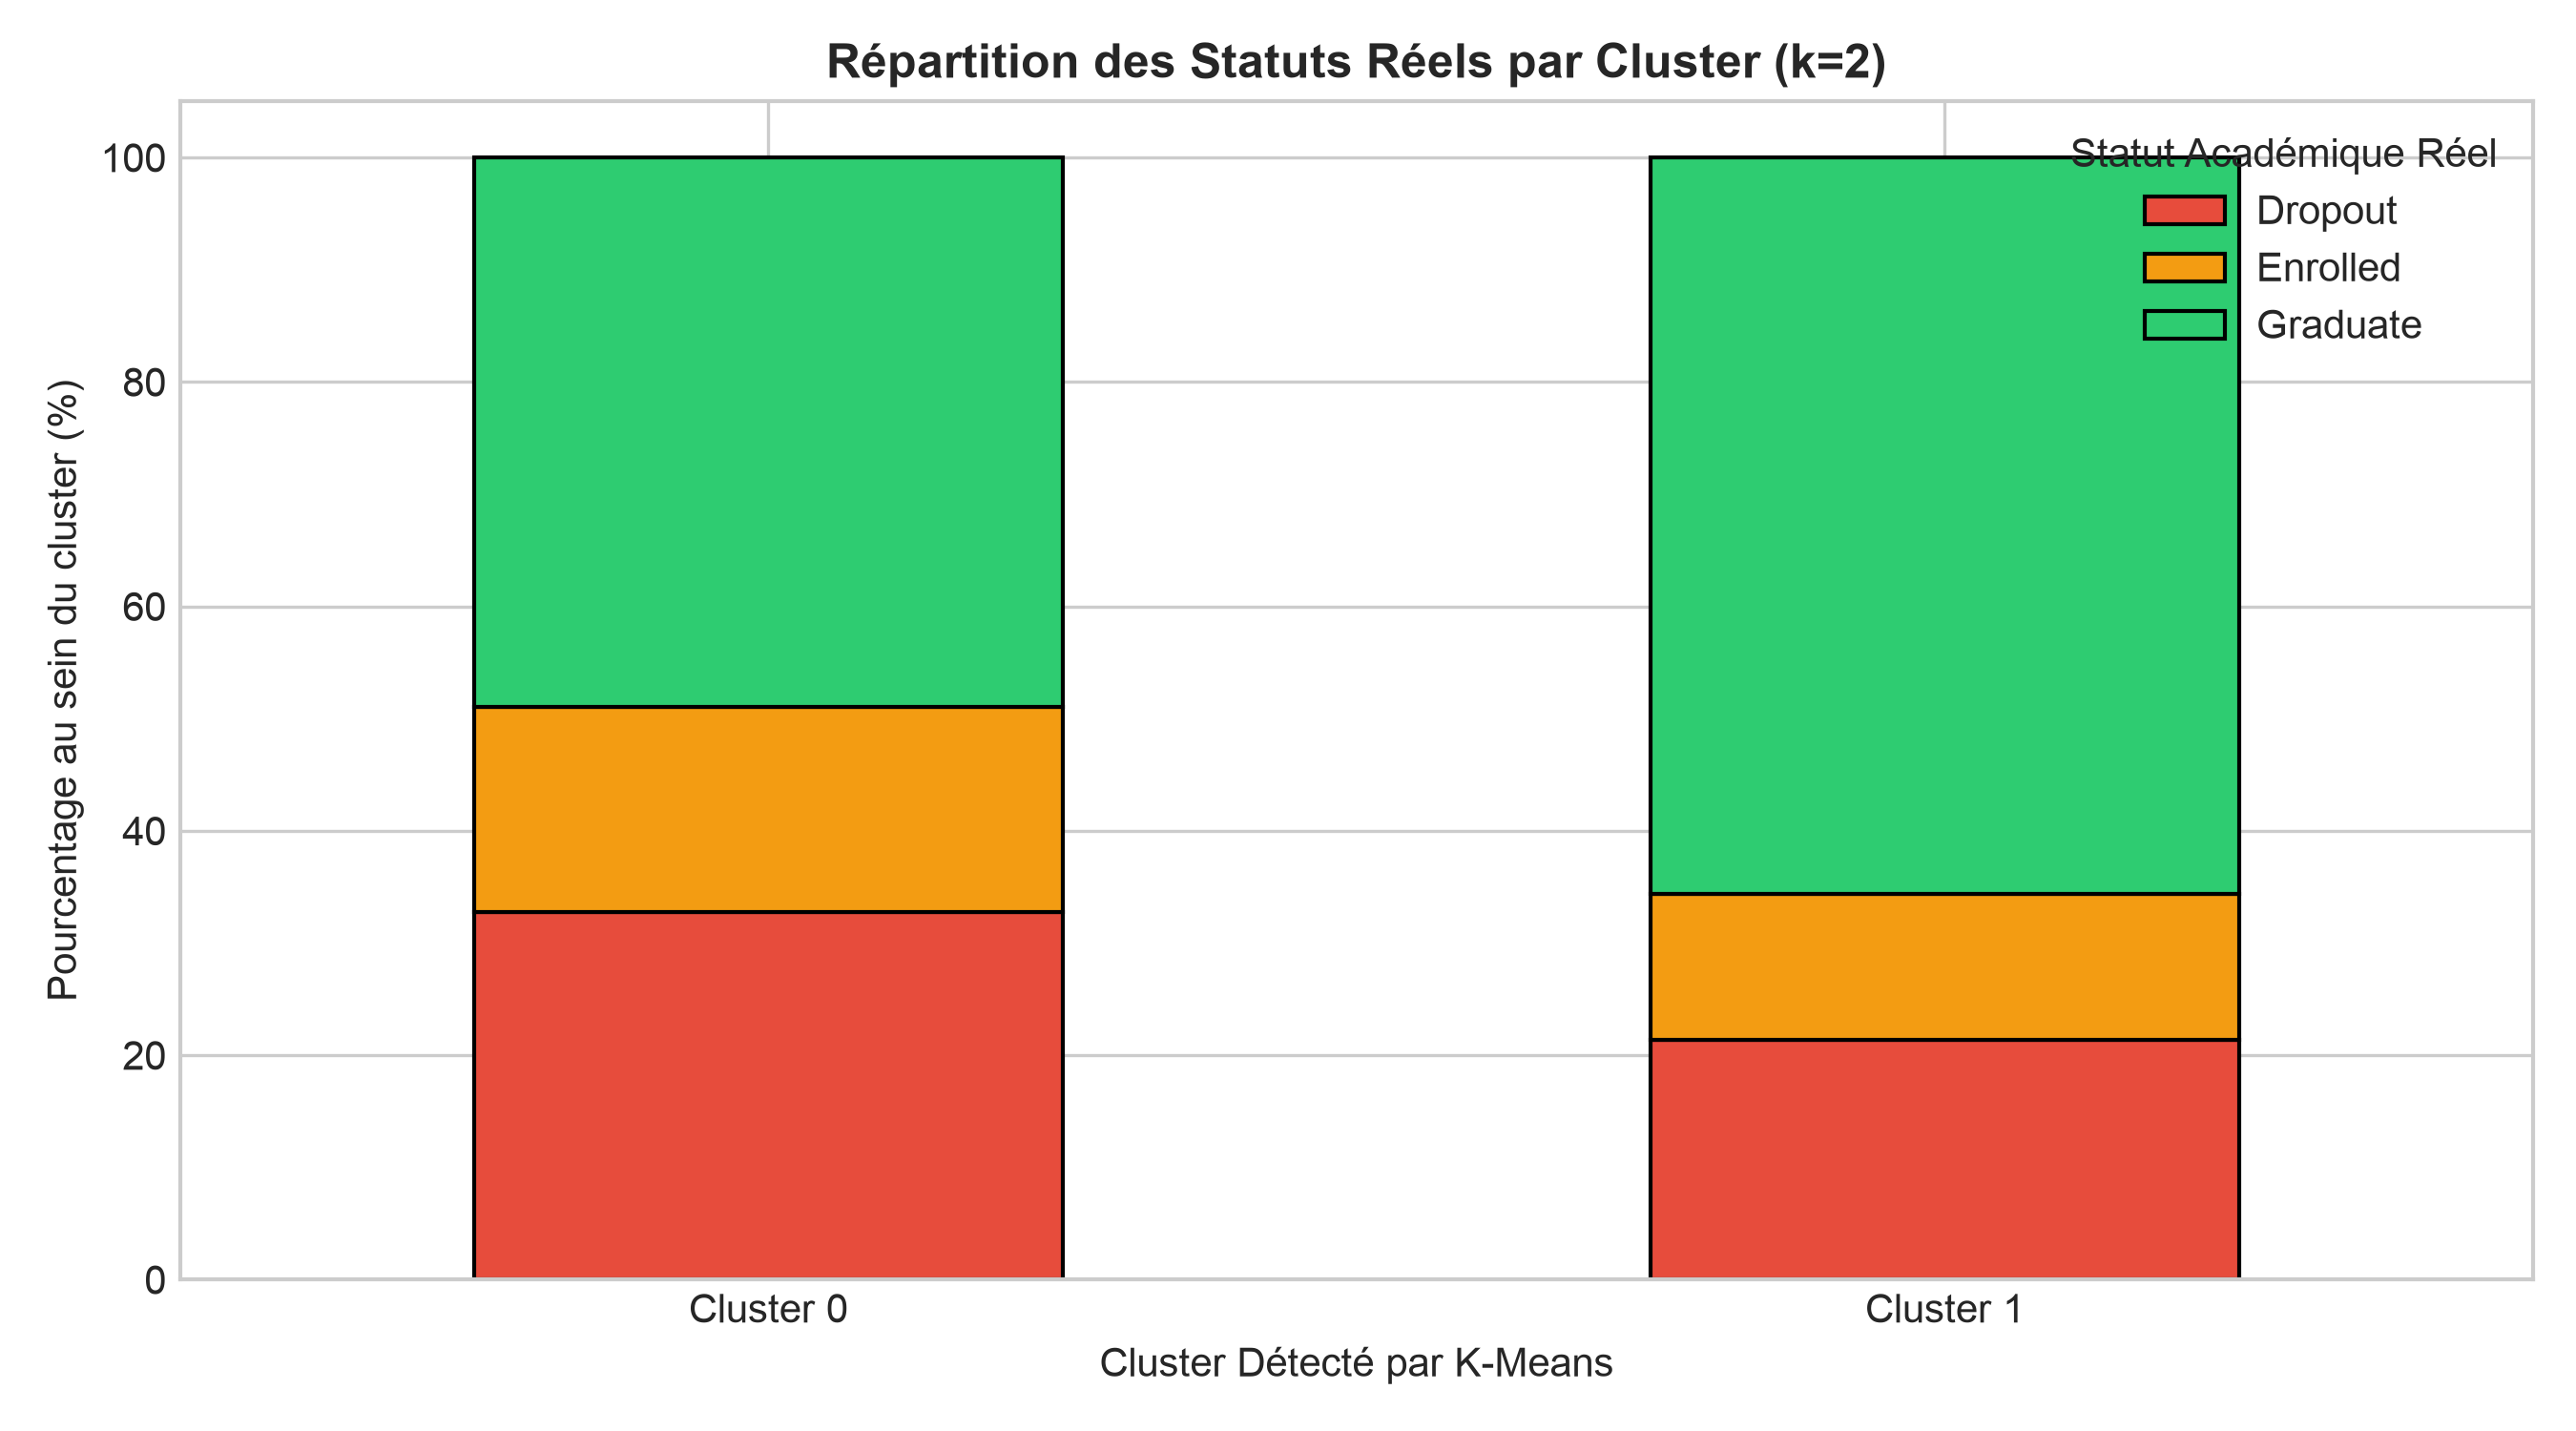 Répartition des Statuts Réels par Cluster (k=2)
Statut Académique Réel
Dropout
Enrolled
Graduate
Pourcentage au sein du cluster (%)
100
80
60
40
20
0
Cluster 0
Cluster 1
Cluster Détecté par K-Means